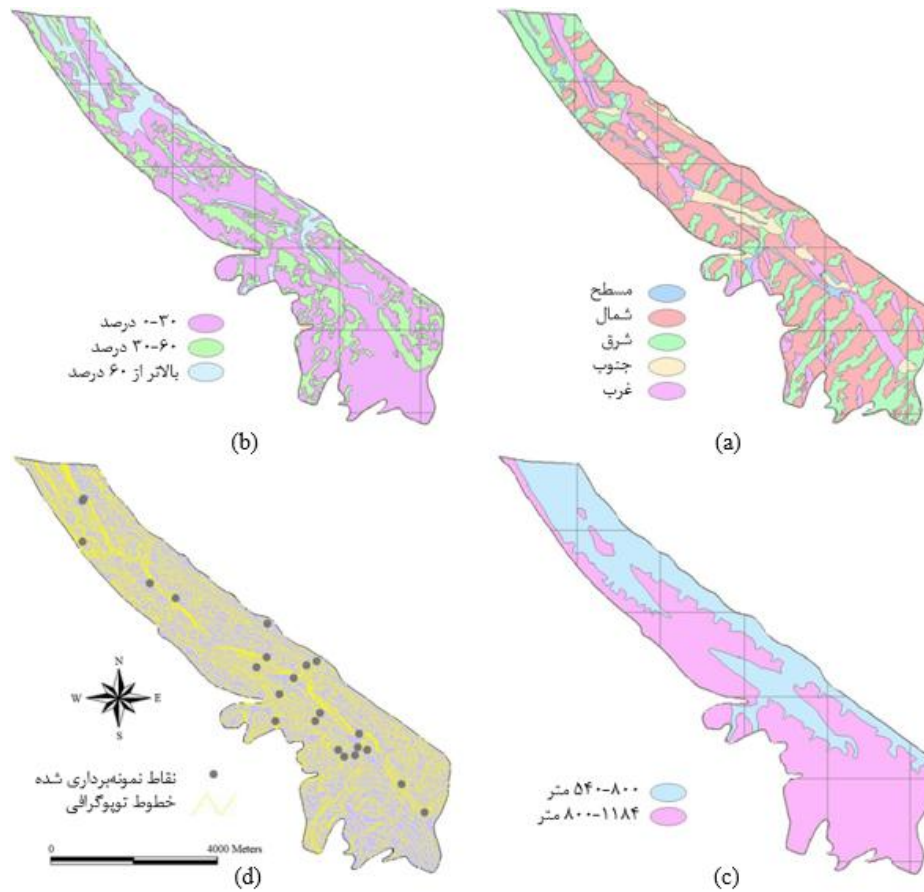 ۰-۳۰ درصد
۳۰-۶۰ درصد
بالاتر از ۶۰ درصد
(b)
مسطح
شمال
شرق
جنوب
غرب
(a)
N
W E
S
نقاط نمونه‌برداری شده
خطوط توپوگرافی
0 4000 Meters
(d)
۵۴۰-۸۰۰ متر
۸۰۰-۱۱۸۴ متر
(c)